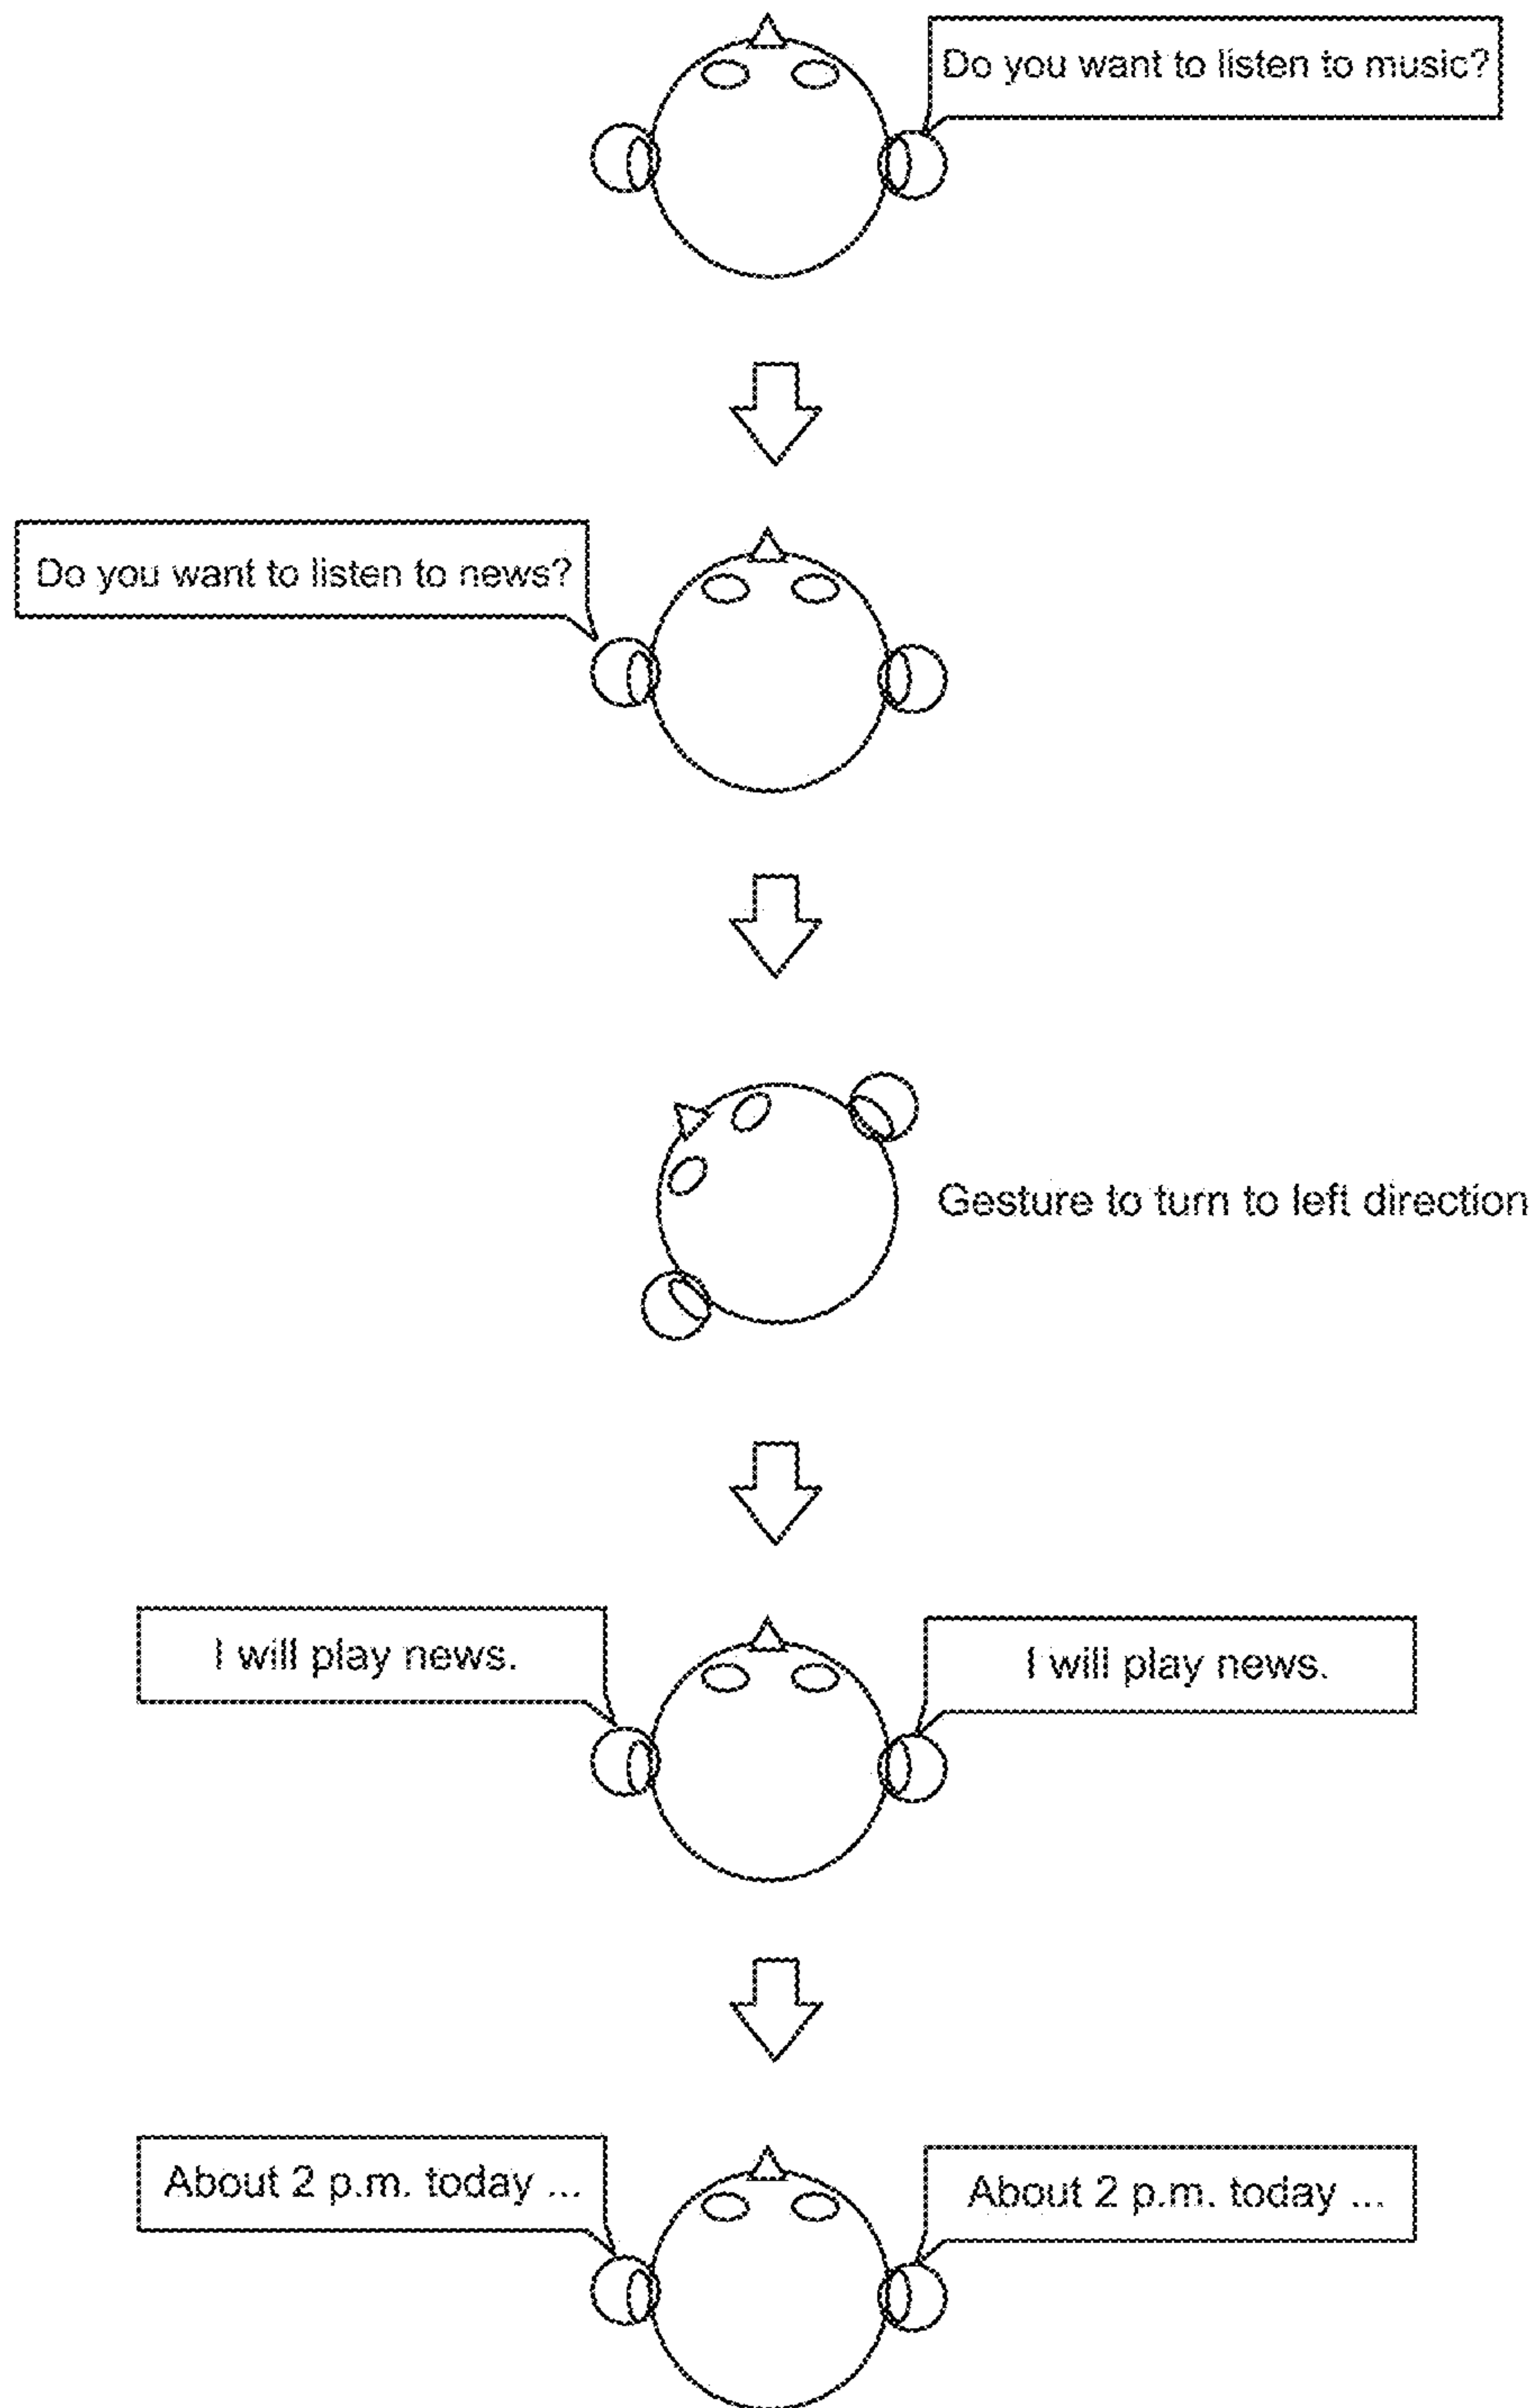 Do you want to listen to music?
Do you want to listen to news?
Gesture to turn to left direction
I will play news.
I will play news.
About 2 p.m. today ...
About 2 p.m. today ...